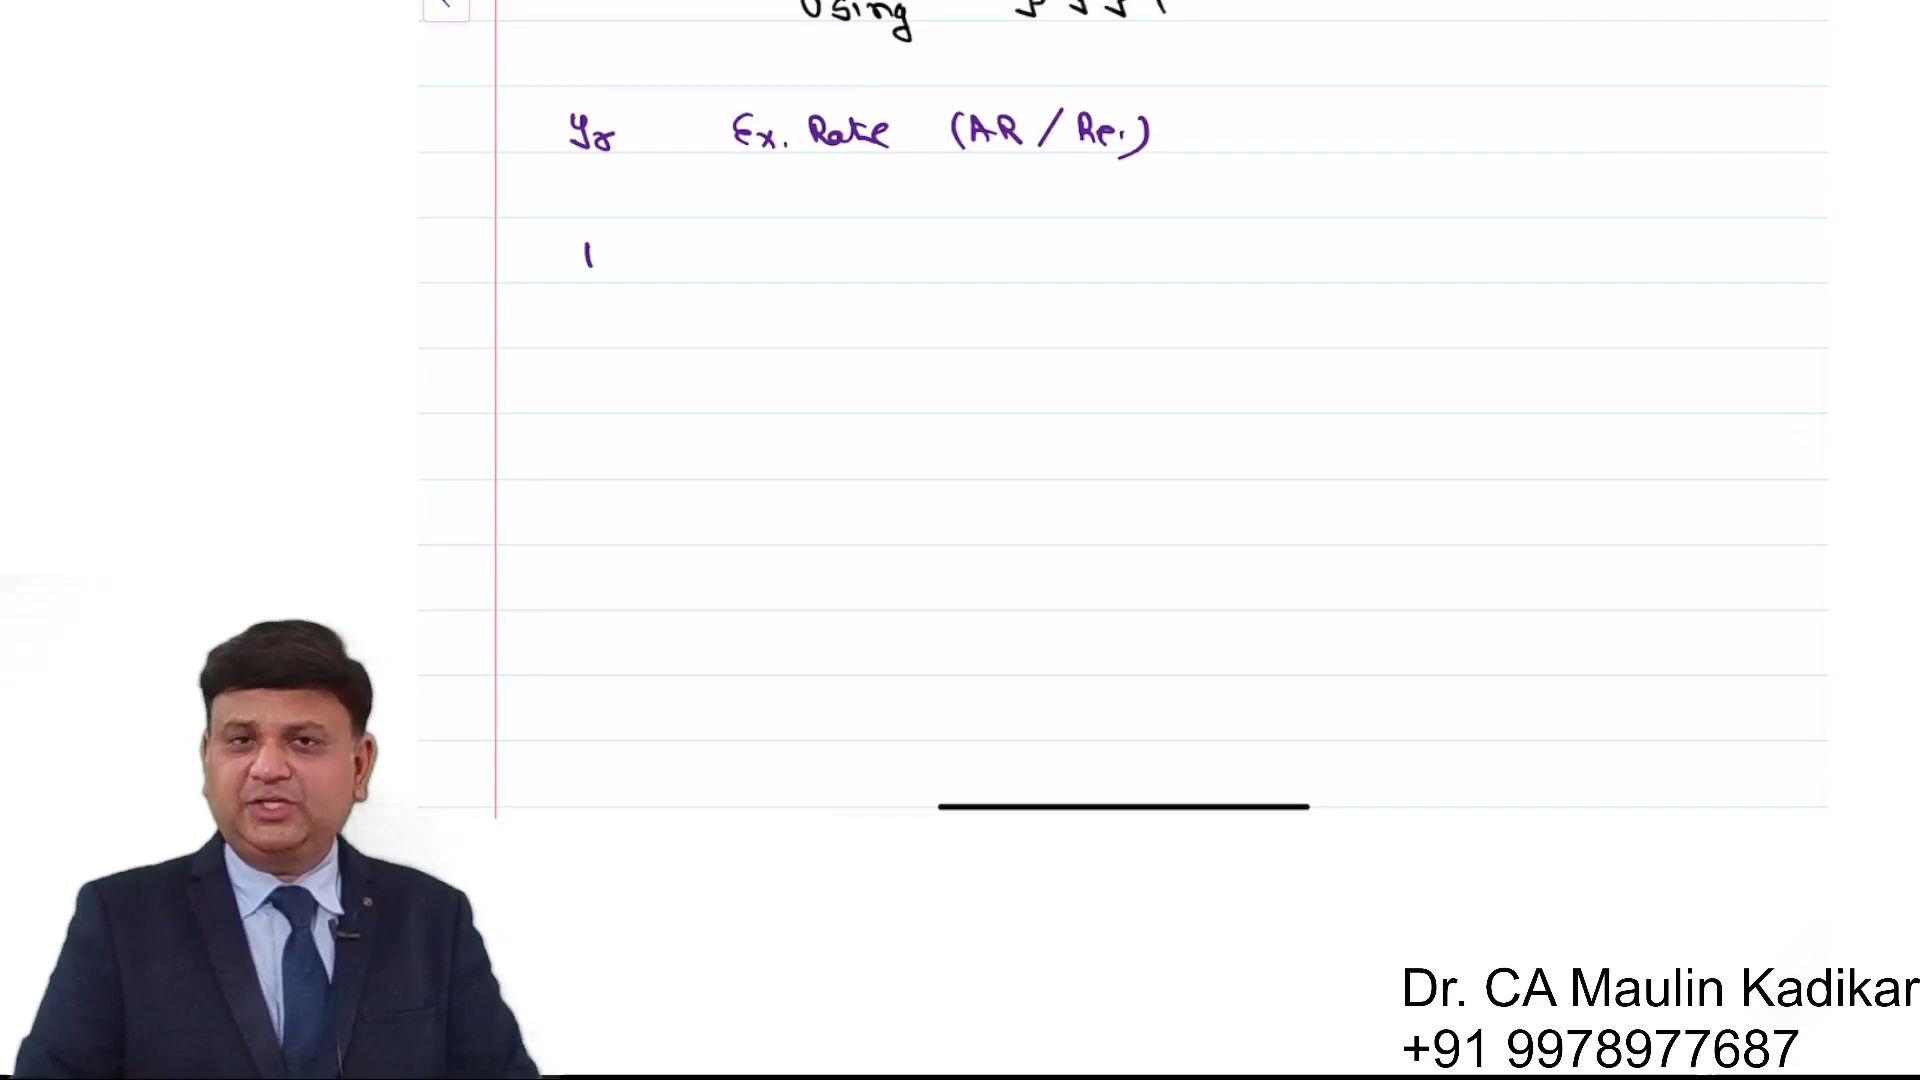 Using
Yr Ex. Rate (AR / Re.)
1
Dr. CA Maulin Kadikar
+91 9978977687